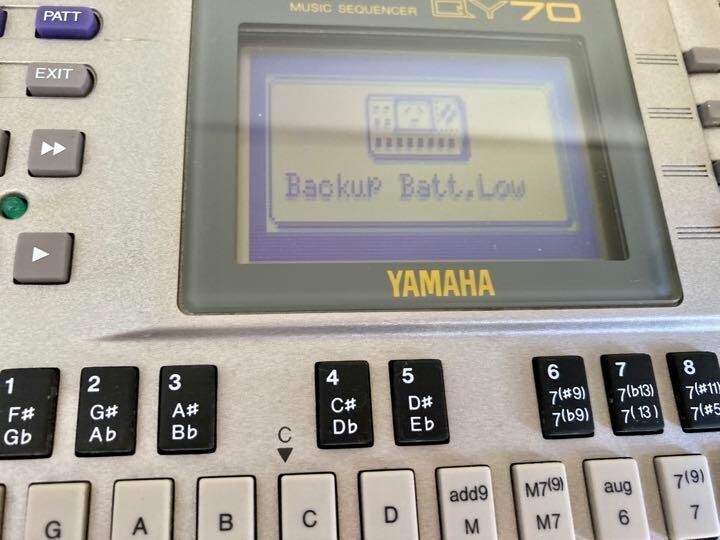 PATT
MUSIC SEQUENCER QY70
EXIT
Backup Batt.Low
YAMAHA
1
F#
Gb
2
G#
Ab
3
A#
Bb
4
C#
Db
5
D#
Eb
6
7(#9)
7(b9)
7
7(b13)
7(13)
8
7(#11)
7(#5
C
G
A
B
C
D
add9
M
M7(9)
M7
aug
6
7(9)
7